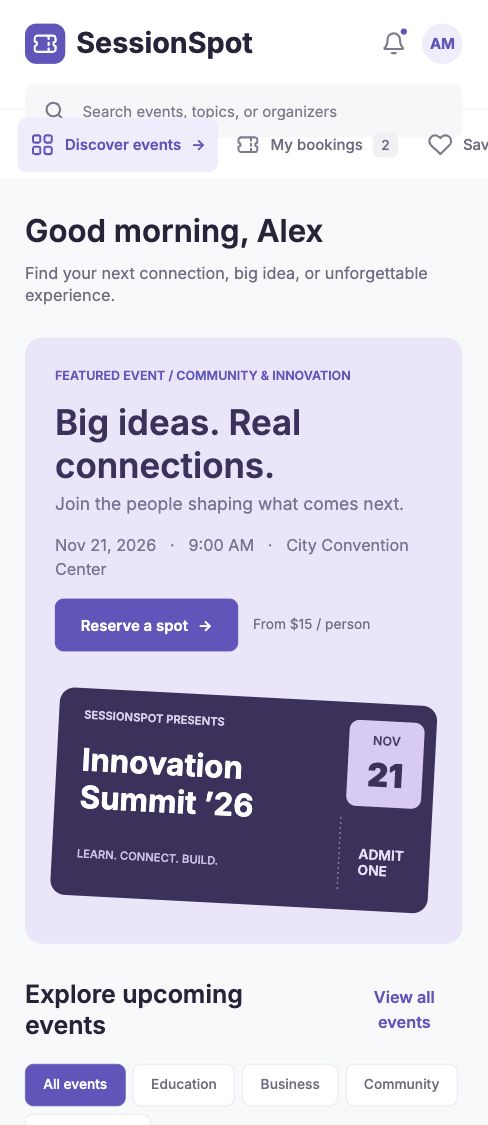 SessionSpot
AM
Search events, topics, or organizers
Discover events →
My bookings 2
Sav
Good morning, Alex
Find your next connection, big idea, or unforgettable
experience.
FEATURED EVENT / COMMUNITY & INNOVATION
Big ideas. Real
connections.
Join the people shaping what comes next.
Nov 21, 2026 · 9:00 AM · City Convention
Center
Reserve a spot →
From $15 / person
SESSIONSPOT PRESENTS
Innovation
Summit ’26
LEARN. CONNECT. BUILD.
NOV
21
ADMIT
ONE
Explore upcoming
events
View all
events
All events
Education
Business
Community